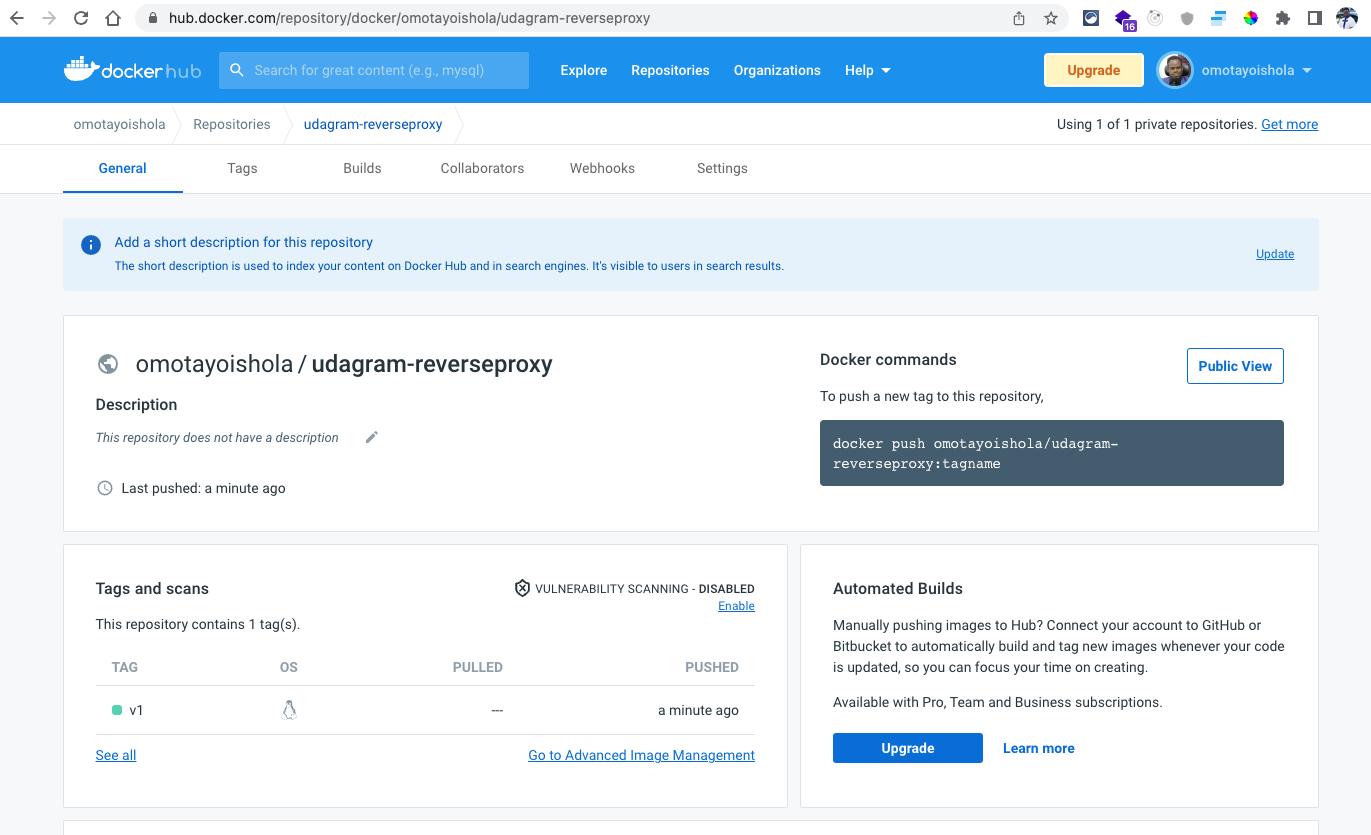 hub.docker.com/repository/docker/omotayoishola/udagram-reverseproxy
16
docker hub
Search for great content (e.g., mysql)
Explore
Repositories
Organizations
Help
Upgrade
omotayoishola
omotayoishola
Repositories
udagram-reverseproxy
Using 1 of 1 private repositories. Get more
General
Tags
Builds
Collaborators
Webhooks
Settings
Add a short description for this repository
The short description is used to index your content on Docker Hub and in search engines. It's visible to users in search results.
Update
omotayoishola / udagram-reverseproxy
Description
This repository does not have a description
Last pushed: a minute ago
Docker commands
Public View
To push a new tag to this repository,
docker push omotayoishola/udagram-
reverseproxy:tagname
Tags and scans
VULNERABILITY SCANNING - DISABLED
Enable
This repository contains 1 tag(s).
TAG OS PULLED PUSHED
v1 --- a minute ago
See all
Go to Advanced Image Management
Automated Builds
Manually pushing images to Hub? Connect your account to GitHub or
Bitbucket to automatically build and tag new images whenever your code
is updated, so you can focus your time on creating.
Available with Pro, Team and Business subscriptions.
Upgrade
Learn more